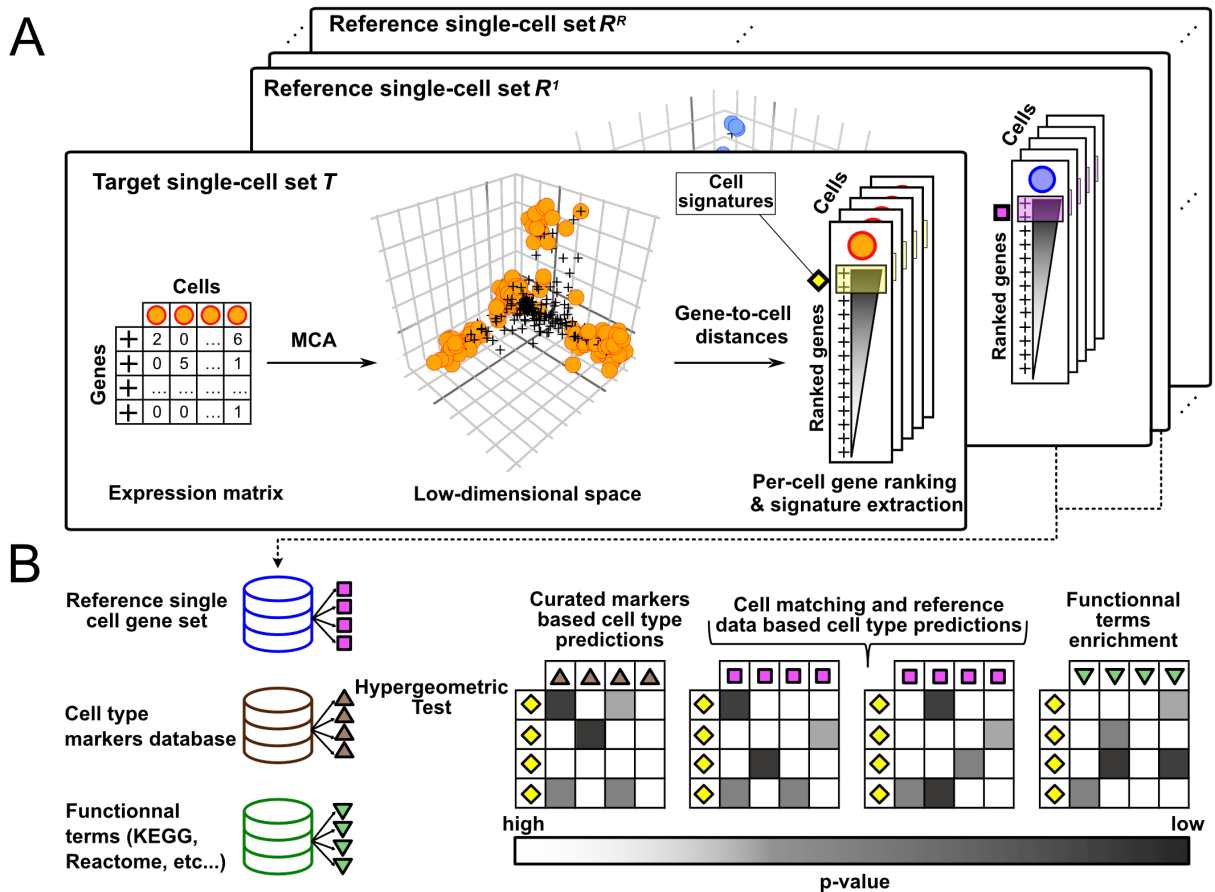 A
Reference single-cell set R^R
Reference single-cell set R^1
Target single-cell set T
Cells
Genes
2 0 ... 6
0 5 ... 1
... ... ... ...
0 0 ... 1
Expression matrix
MCA
Low-dimensional space
Gene-to-cell
distances
Cell
signatures
Cells
Ranked genes
Per-cell gene ranking
& signature extraction
Cells
Ranked genes
B
Reference single
cell gene set
Cell type
markers database
Functionnal
terms (KEGG,
Reactome, etc...)
Hypergeometric
Test
Curated markers
based cell type
predictions
Cell matching and reference
data based cell type predictions
Functionnal
terms
enrichment
high
low
p-value